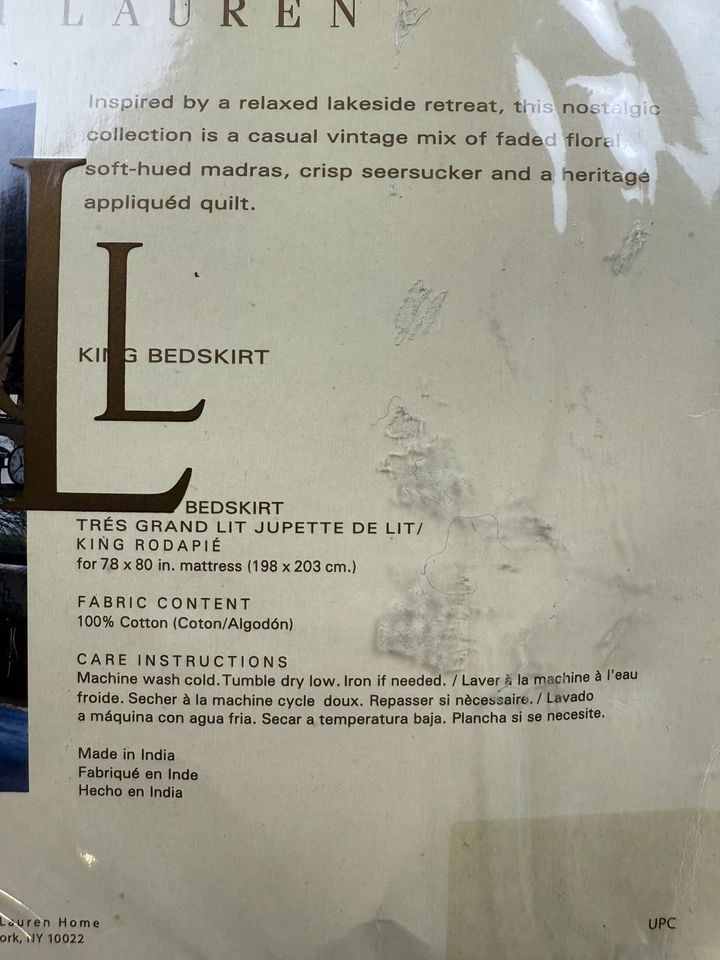 LAUREN
Inspired by a relaxed lakeside retreat, this nostalgic
collection is a casual vintage mix of faded floral,
soft-hued madras, crisp seersucker and a heritage
appliquéd quilt.
L
L
KING BEDSKIRT
BEDSKIRT
TRÉS GRAND LIT JUPETTE DE LIT/
KING RODAPIÉ
for 78 x 80 in. mattress (198 x 203 cm.)
FABRIC CONTENT
100% Cotton (Coton/Algodón)
CARE INSTRUCTIONS
Machine wash cold. Tumble dry low. Iron if needed. / Laver à la machine à l'eau
froide. Secher à la machine cycle doux. Repasser si nècessaire. / Lavado
a máquina con agua fria. Secar a temperatura baja. Plancha si se necesite.
Made in India
Fabriqué en Inde
Hecho en India
Lauren Home
ork, NY 10022
UPC